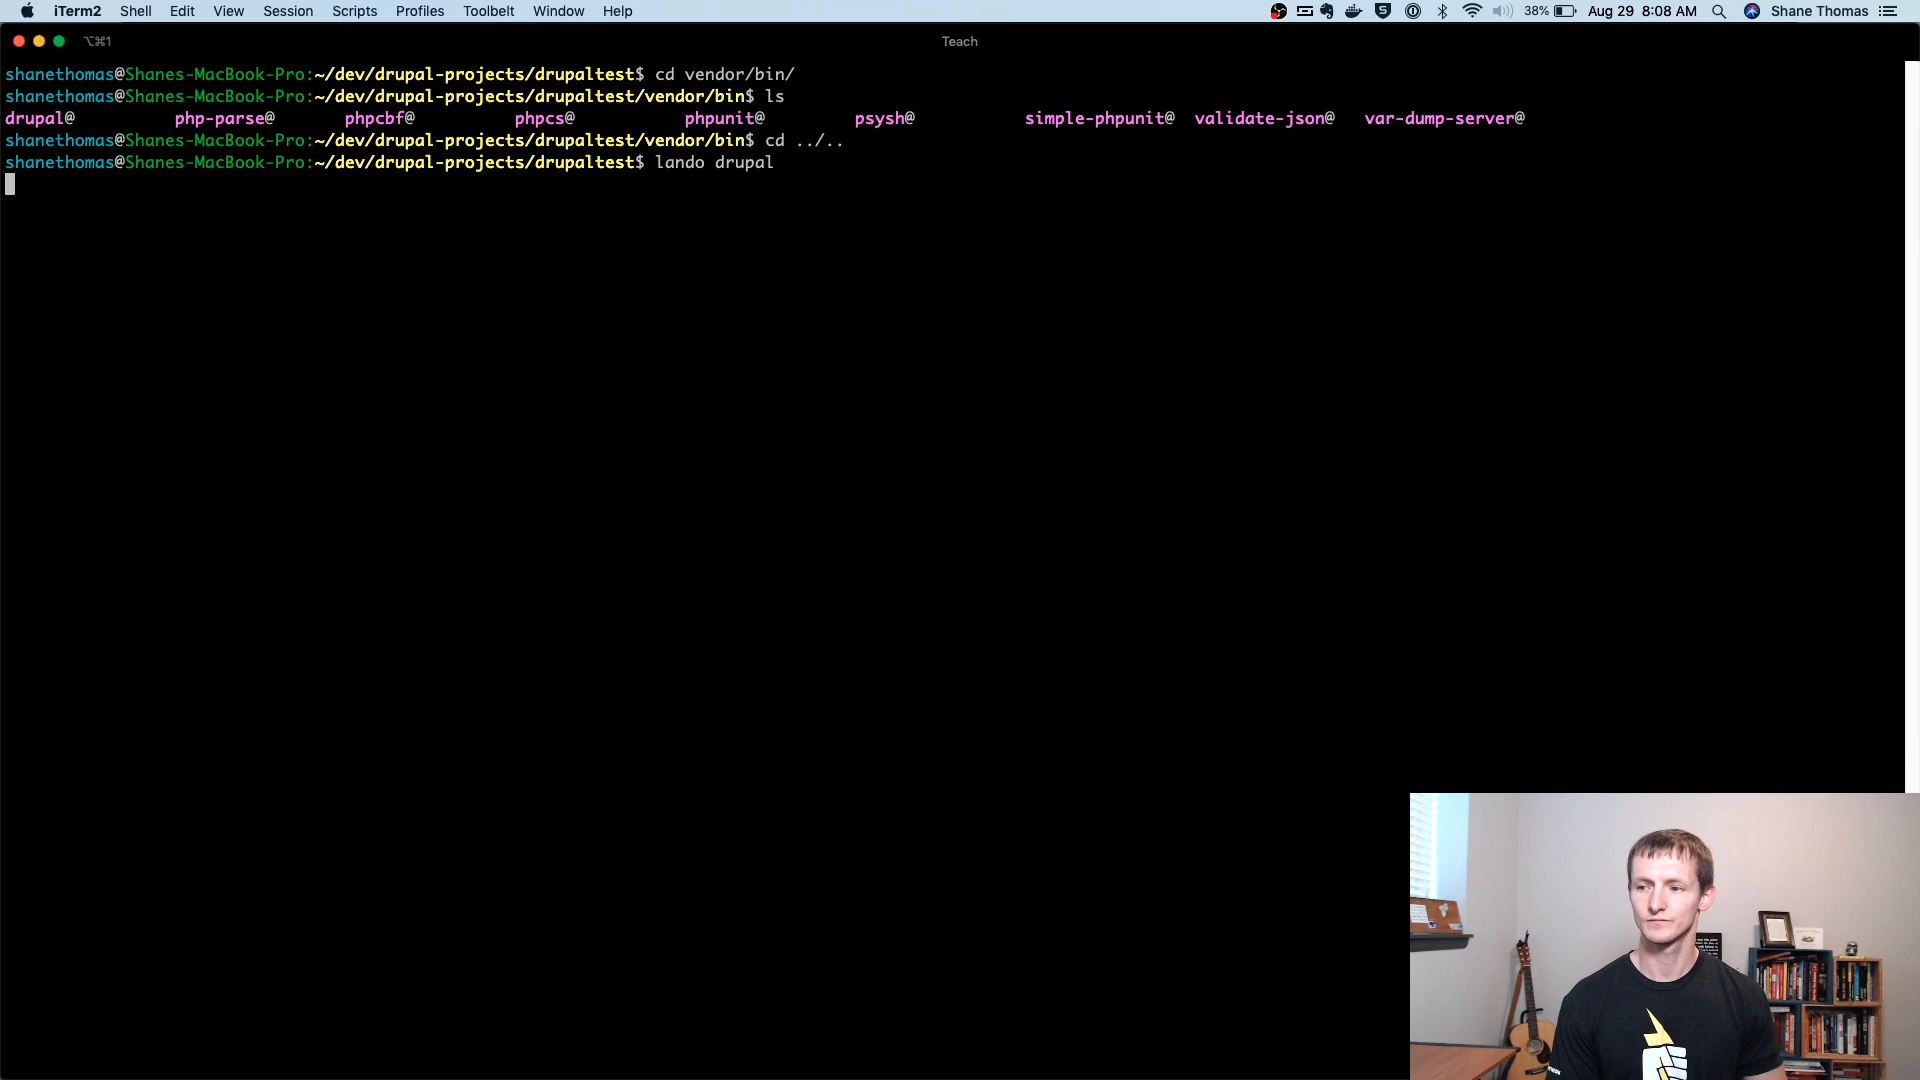 iTerm2 Shell Edit View Session Scripts Profiles Toolbelt Window Help 38% Aug 29 8:08 AM Shane Thomas
⌥⌘1 Teach
shanethomas@Shanes-MacBook-Pro:~/dev/drupal-projects/drupaltest$ cd vendor/bin/
shanethomas@Shanes-MacBook-Pro:~/dev/drupal-projects/drupaltest/vendor/bin$ ls
drupal@ php-parse@ phpcbf@ phpcs@ phpunit@ psysh@ simple-phpunit@ validate-json@ var-dump-server@
shanethomas@Shanes-MacBook-Pro:~/dev/drupal-projects/drupaltest/vendor/bin$ cd ../..
shanethomas@Shanes-MacBook-Pro:~/dev/drupal-projects/drupaltest$ lando drupal